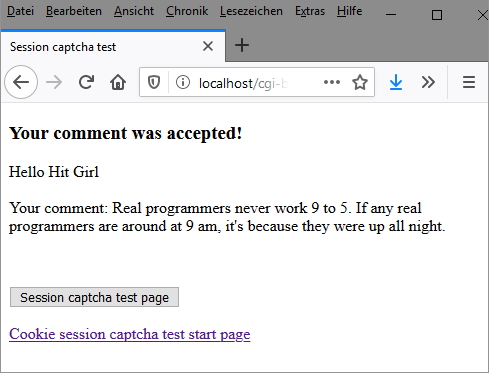 Datei Bearbeiten Ansicht Chronik Lesezeichen Extras Hilfe
Session captcha test
localhost/cgi-b
Your comment was accepted!
Hello Hit Girl
Your comment: Real programmers never work 9 to 5. If any real
programmers are around at 9 am, it's because they were up all night.
Session captcha test page
Cookie session captcha test start page